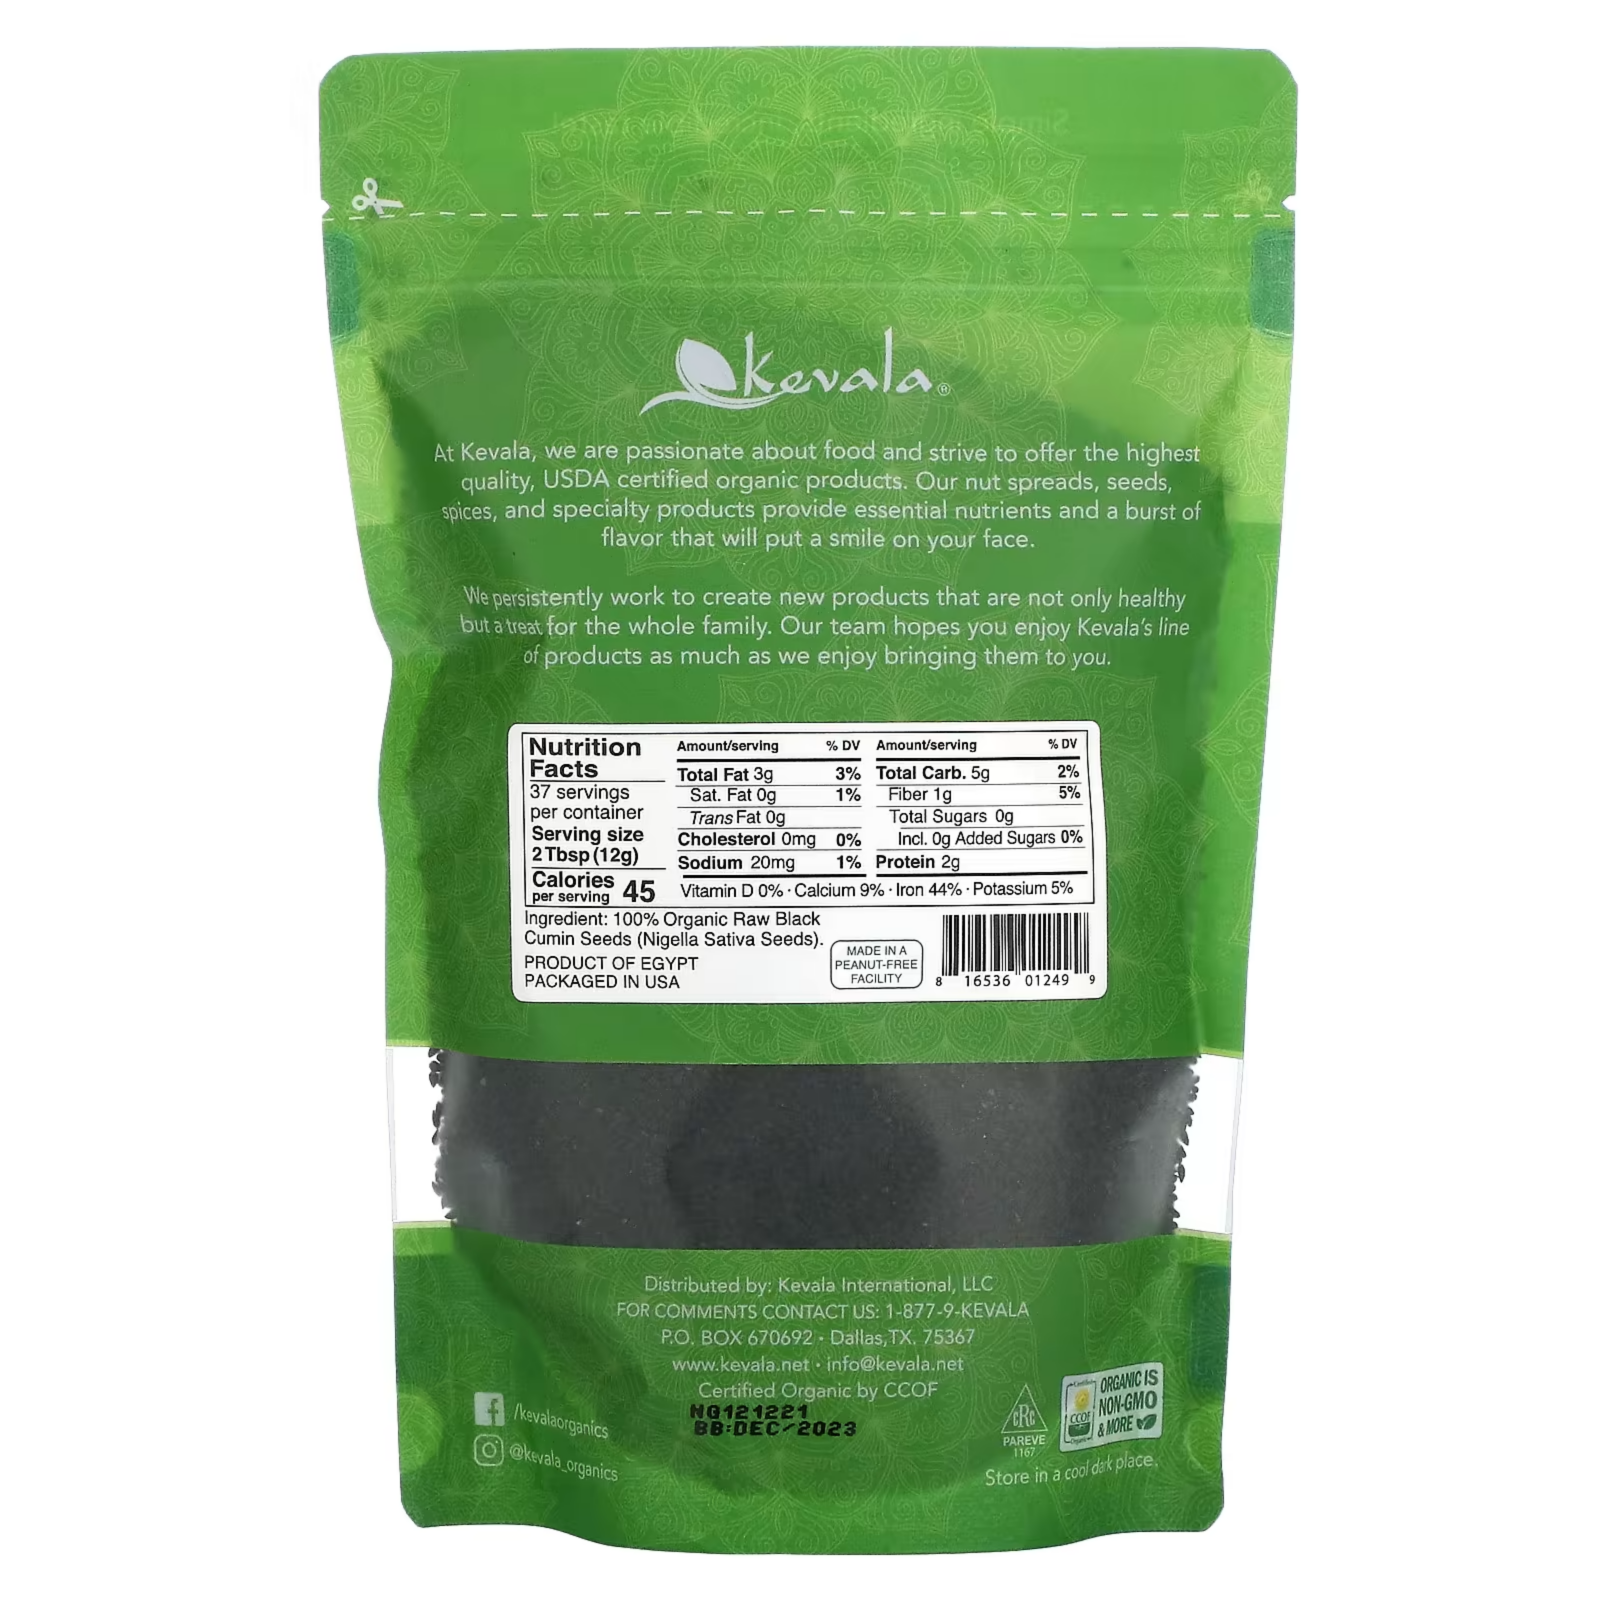 Kevala®
At Kevala, we are passionate about food and strive to offer the highest
quality, USDA certified organic products. Our nut spreads, seeds,
spices, and specialty products provide essential nutrients and a burst of
flavor that will put a smile on your face.
We persistently work to create new products that are not only healthy
but a treat for the whole family. Our team hopes you enjoy Kevala's line
of products as much as we enjoy bringing them to you.
Nutrition
Facts
37 servings
per container
Serving size
2 Tbsp (12g)
Calories
per serving 45
Amount/serving % DV
Total Fat 3g 3%
Sat. Fat 0g 1%
Trans Fat 0g
Cholesterol 0mg 0%
Sodium 20mg 1%
Amount/serving % DV
Total Carb. 5g 2%
Fiber 1g 5%
Total Sugars 0g
Incl. 0g Added Sugars 0%
Protein 2g
Vitamin D 0% · Calcium 9% · Iron 44% · Potassium 5%
Ingredient: 100% Organic Raw Black
Cumin Seeds (Nigella Sativa Seeds).
PRODUCT OF EGYPT
PACKAGED IN USA
MADE IN A
PEANUT-FREE
FACILITY
8 16536 01249 9
Distributed by: Kevala International, LLC
FOR COMMENTS CONTACT US: 1-877-9-KEVALA
P.O. BOX 670692 · Dallas,TX. 75367
www.kevala.net · info@kevala.net
Certified Organic by CCOF
NG121221
BB:DEC/2023
/kevalaorganics
@kevala_organics
CRC
PAREVE
1167
Certified
CCOF
Organic
ORGANIC IS
NON-GMO
& MORE
Store in a cool dark place.